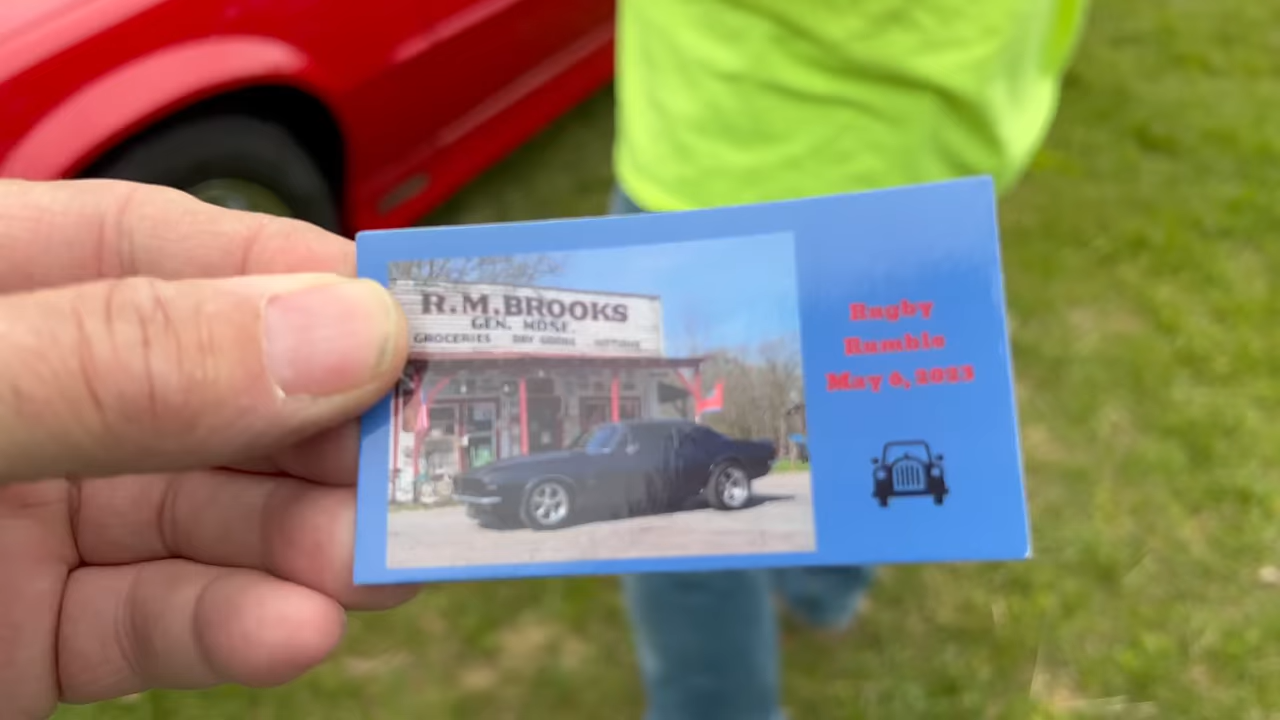 R.M.BROOKS
GEN. MDSE.
GROCERIES DRY GOODS
Rugby
Rumble
May 6, 2023